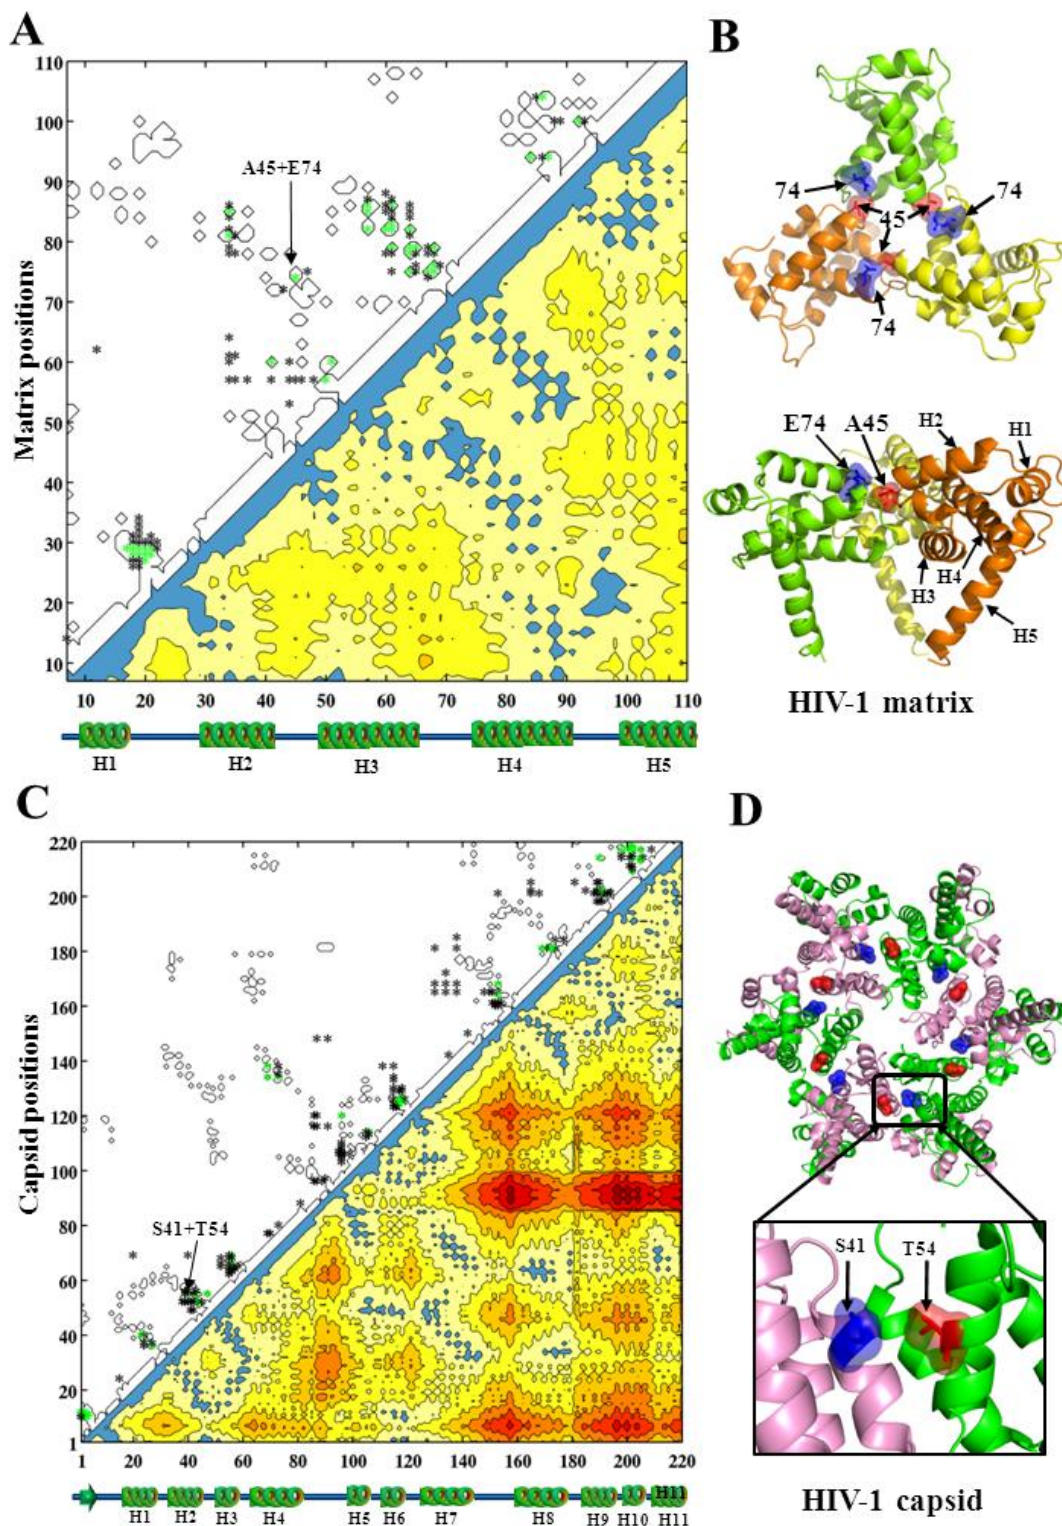 A
110
100
90
80
70
60
50
40
30
20
10
Matrix positions
A45+E74
10 20 30 40 50 60 70 80 90 100 110
H1 H2 H3 H4 H5
B
74
74
45
74
E74 A45 H2 H1
H4
H3
H5
HIV-1 matrix
C
220
200
180
160
140
120
100
80
60
40
20
1
Capsid positions
S41+T54
1 20 40 60 80 100 120 140 160 180 200 220
H11
H1 H2 H3 H4 H5 H6 H7 H8 H9 H10 H11
D
S41 T54
HIV-1 capsid